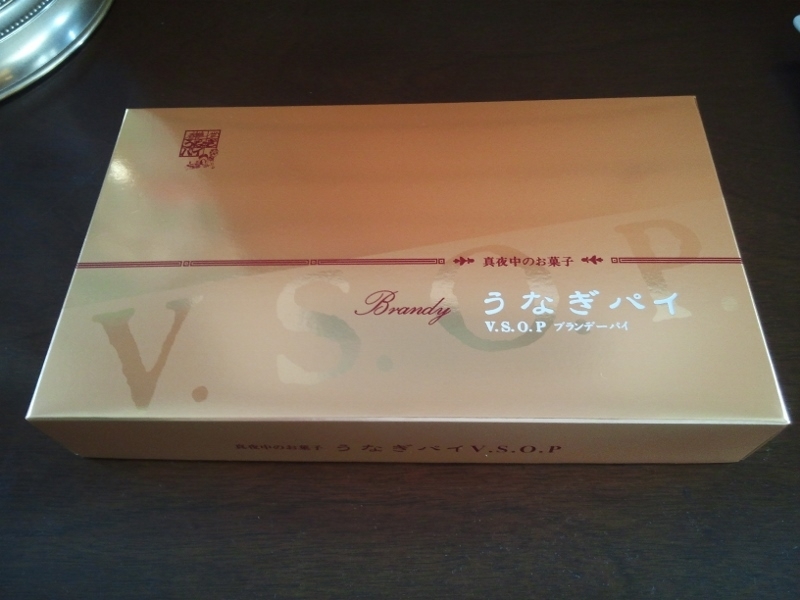 真夜中のお菓子
V.S.O.P.
Brandy
うなぎパイ
V.S.O.P ブランデーパイ
真夜中のお菓子 うなぎパイV.S.O.P